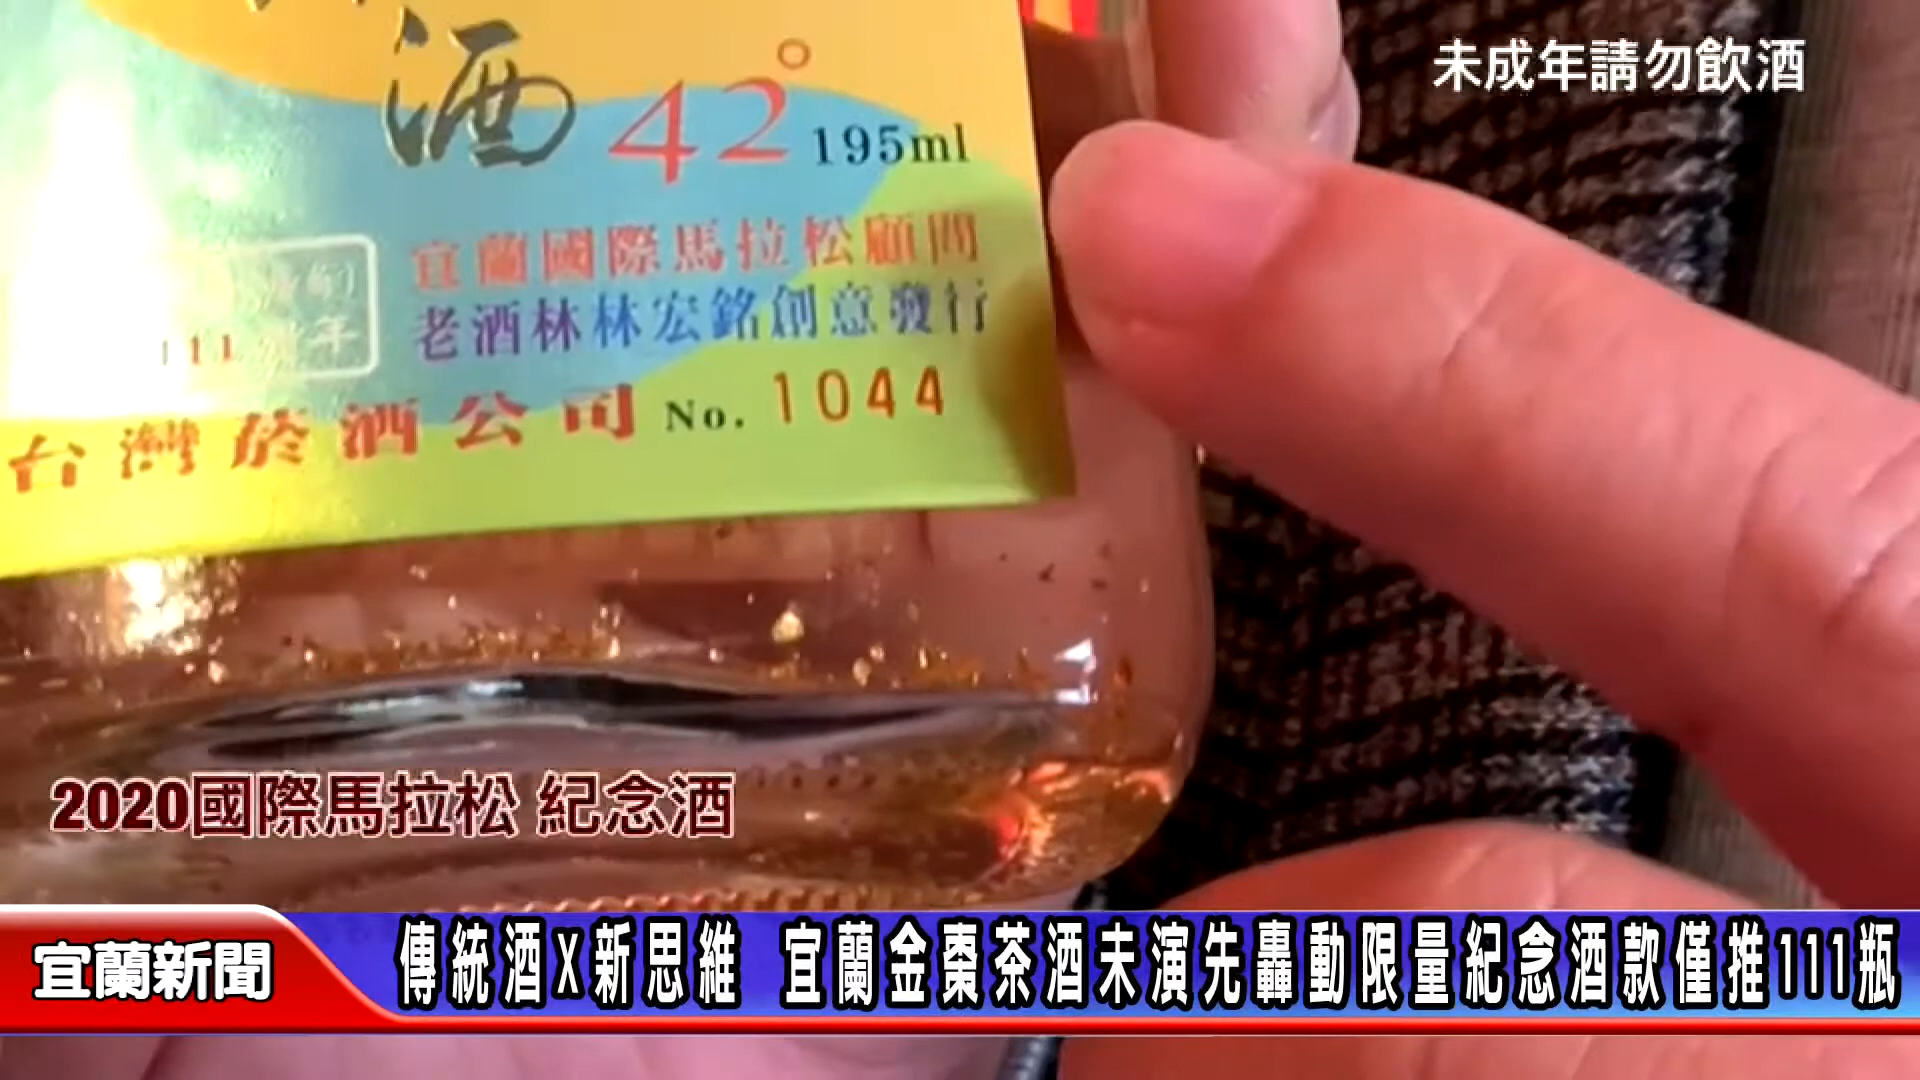 未成年請勿飲酒
酒 42° 195ml
宜蘭國際馬拉松顧問
老酒林林宏銘創意發行
111
台灣菸酒公司 No. 1044
2020國際馬拉松 紀念酒
宜蘭新聞
傳統酒X新思維 宜蘭金棗茶酒未演先轟動限量紀念酒款僅推111瓶